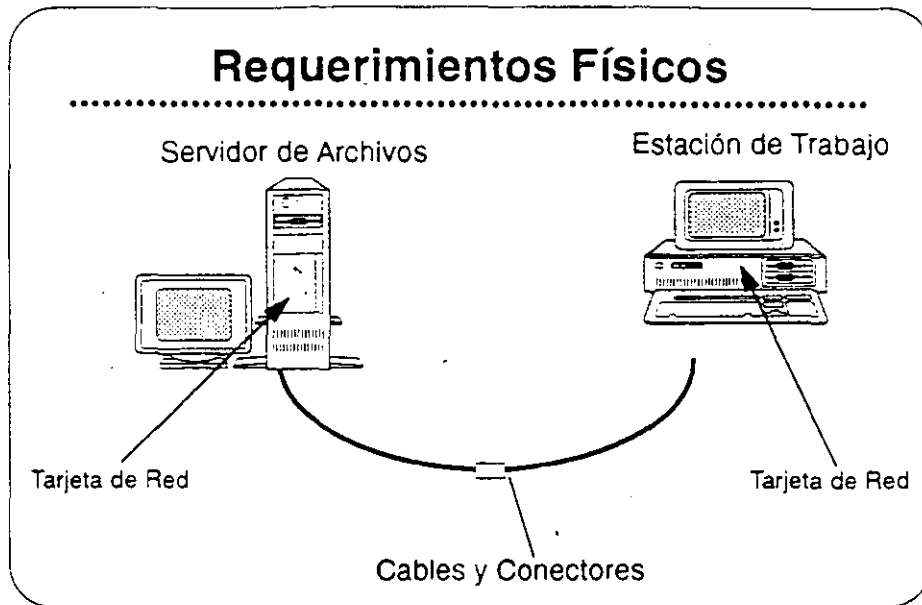 Requerimientos Físicos
Servidor de Archivos
Estación de Trabajo
Tarjeta de Red
Tarjeta de Red
Cables y Conectores